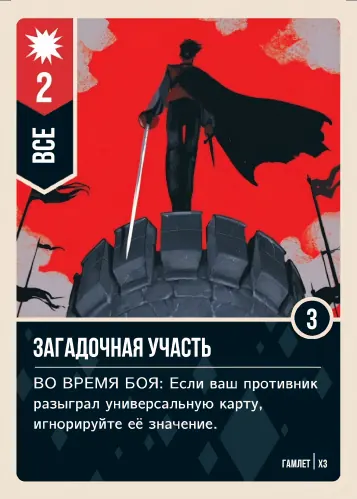 2
ВСЕ
3
ЗАГАДОЧНАЯ УЧАСТЬ
ВО ВРЕМЯ БОЯ: Если ваш противник
разыграл универсальную карту,
игнорируйте её значение.
ГАМЛЕТ | X3